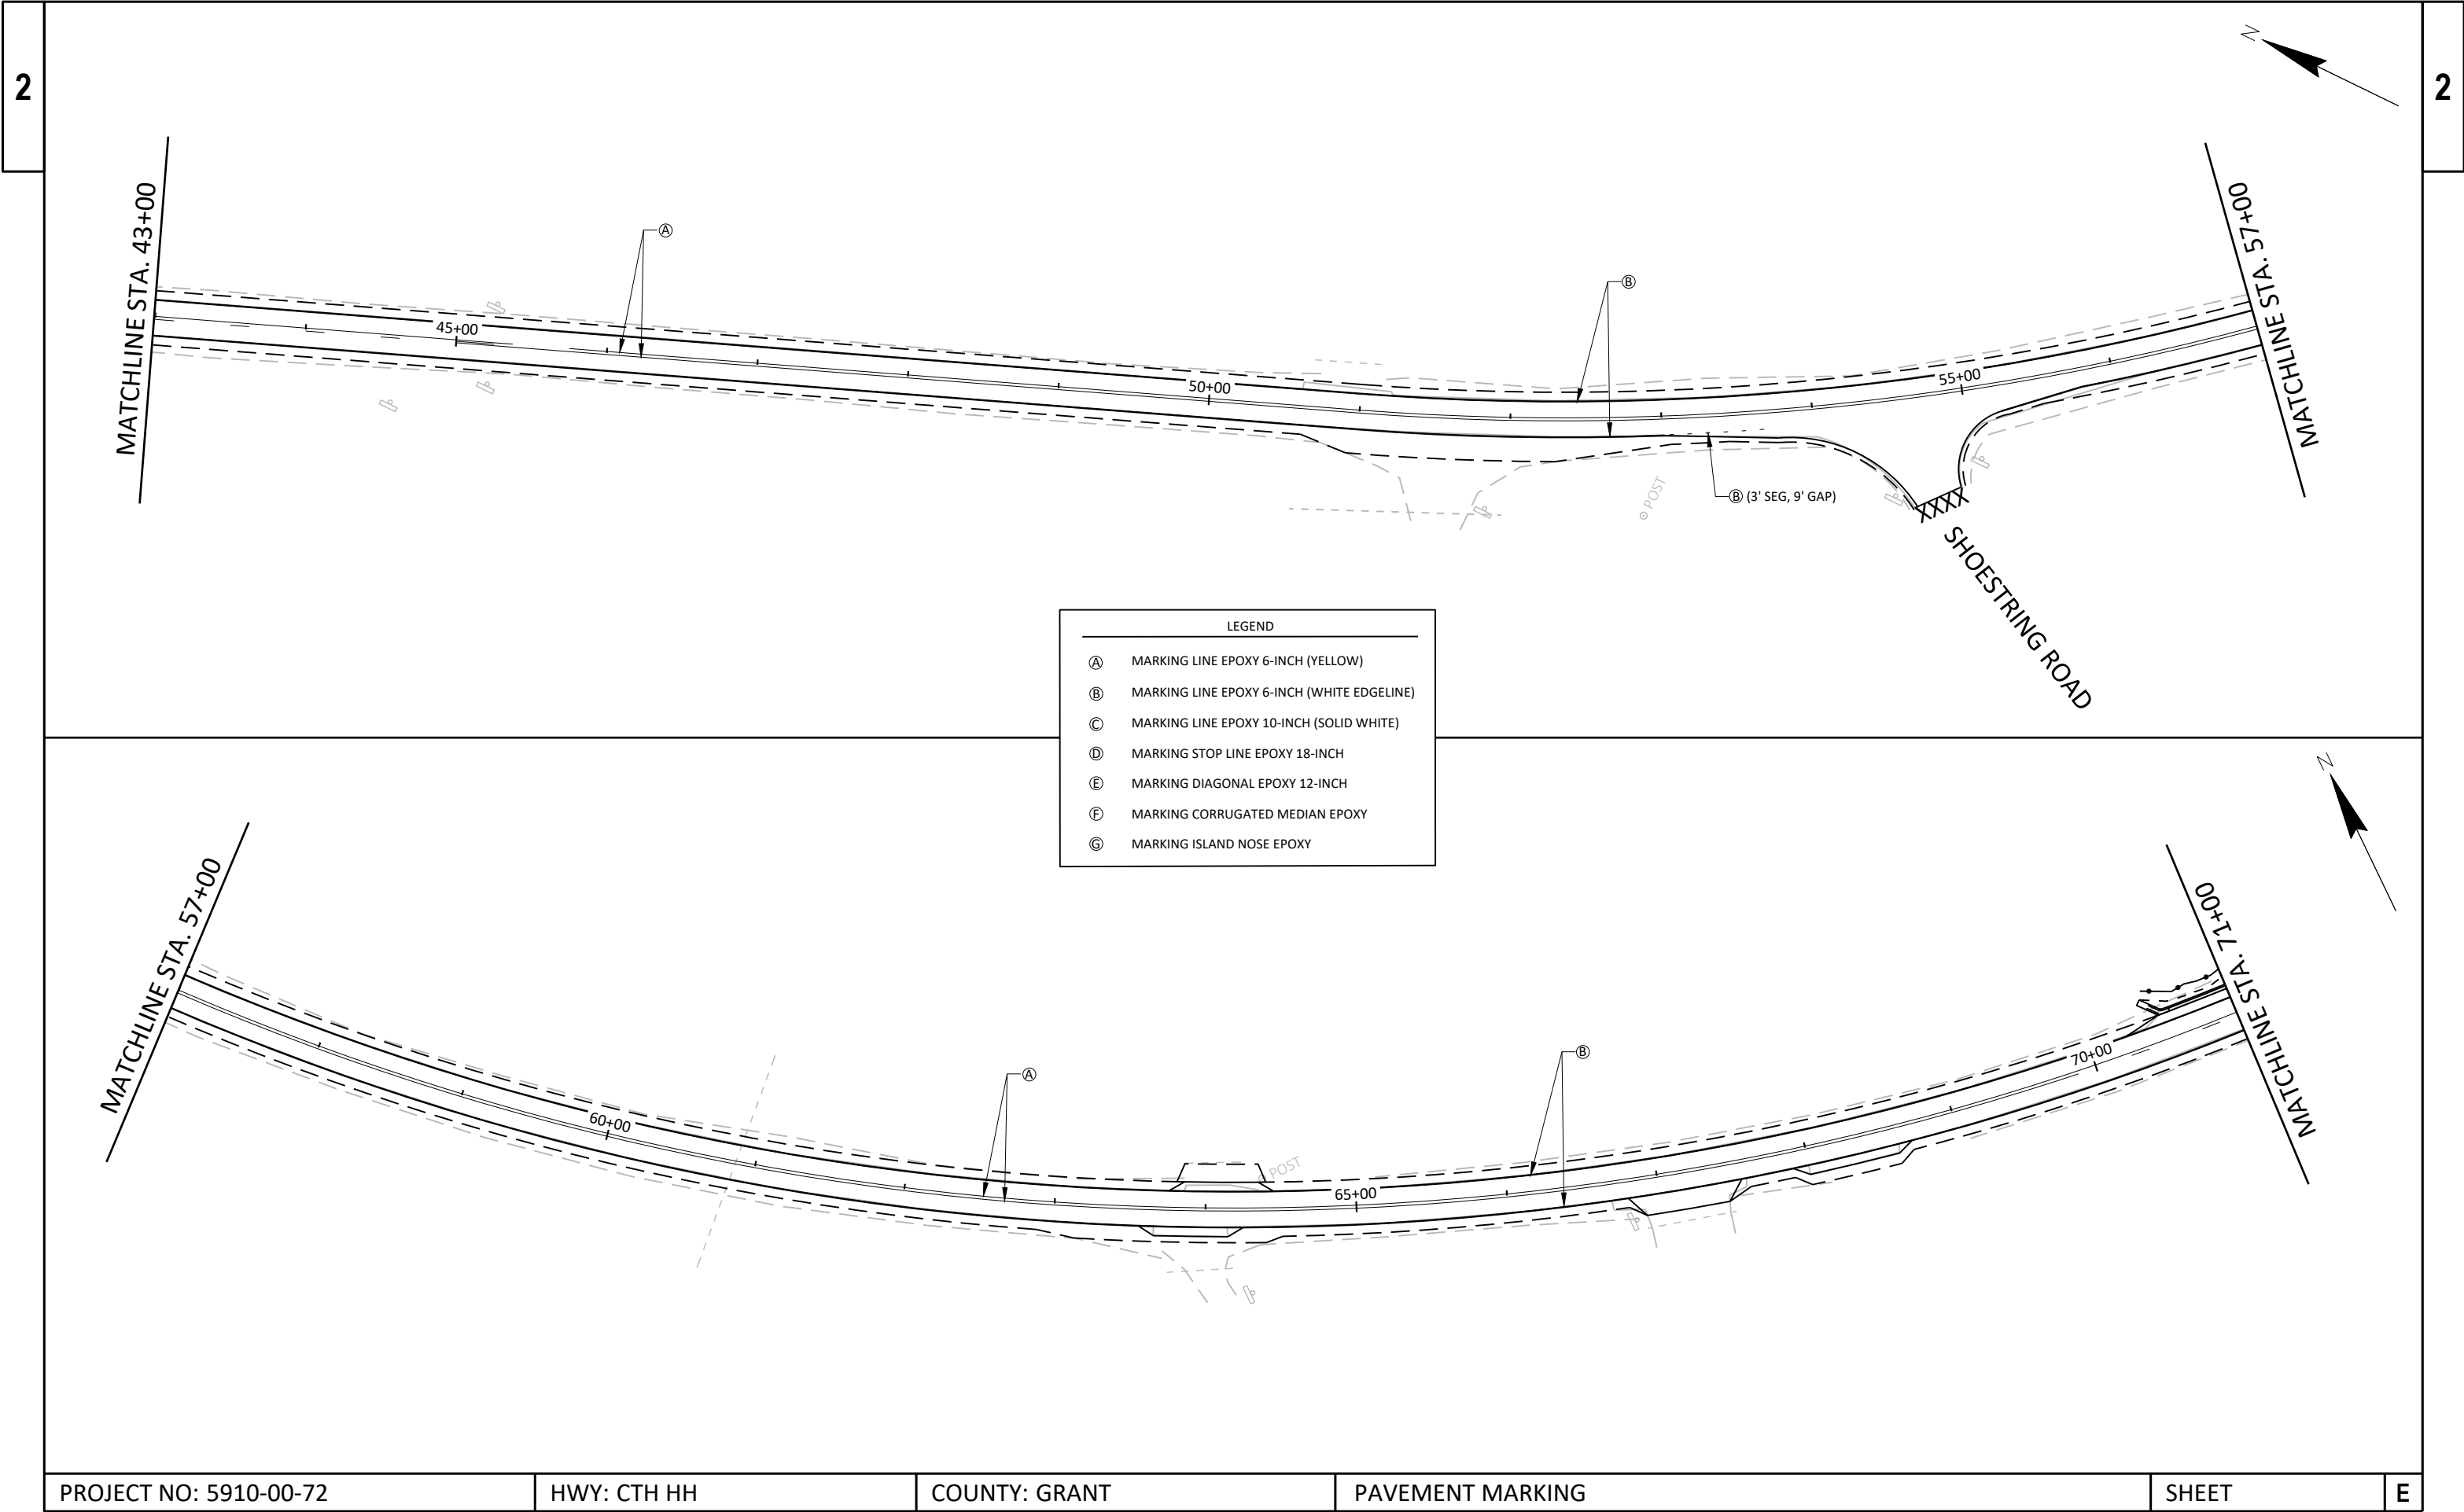 2
2
N
MATCHLINE STA. 43+00
MATCHLINE STA. 57+00
A
B
45+00
50+00
55+00
P
P
P
P
P
P
POST
B (3' SEG, 9' GAP)
XXXX
SHOESTRING ROAD
LEGEND
A MARKING LINE EPOXY 6-INCH (YELLOW)
B MARKING LINE EPOXY 6-INCH (WHITE EDGELINE)
C MARKING LINE EPOXY 10-INCH (SOLID WHITE)
D MARKING STOP LINE EPOXY 18-INCH
E MARKING DIAGONAL EPOXY 12-INCH
F MARKING CORRUGATED MEDIAN EPOXY
G MARKING ISLAND NOSE EPOXY
N
MATCHLINE STA. 57+00
MATCHLINE STA. 71+00
A
B
60+00
65+00
70+00
POST
P
P
PROJECT NO: 5910-00-72
HWY: CTH HH
COUNTY: GRANT
PAVEMENT MARKING
SHEET
E